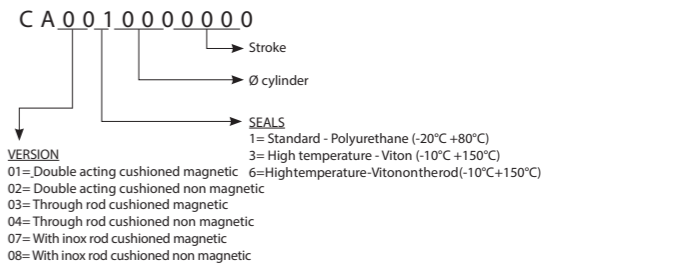 C A 0 0 1 0 0 0 0 0 0 0
Stroke
Ø cylinder
SEALS
1= Standard - Polyurethane (-20°C +80°C)
3= High temperature - Viton (-10°C +150°C)
6=Hightemperature-Vitonontherod(-10°C+150°C)
VERSION
01= Double acting cushioned magnetic
02= Double acting cushioned non magnetic
03= Through rod cushioned magnetic
04= Through rod cushioned non magnetic
07= With inox rod cushioned magnetic
08= With inox rod cushioned non magnetic